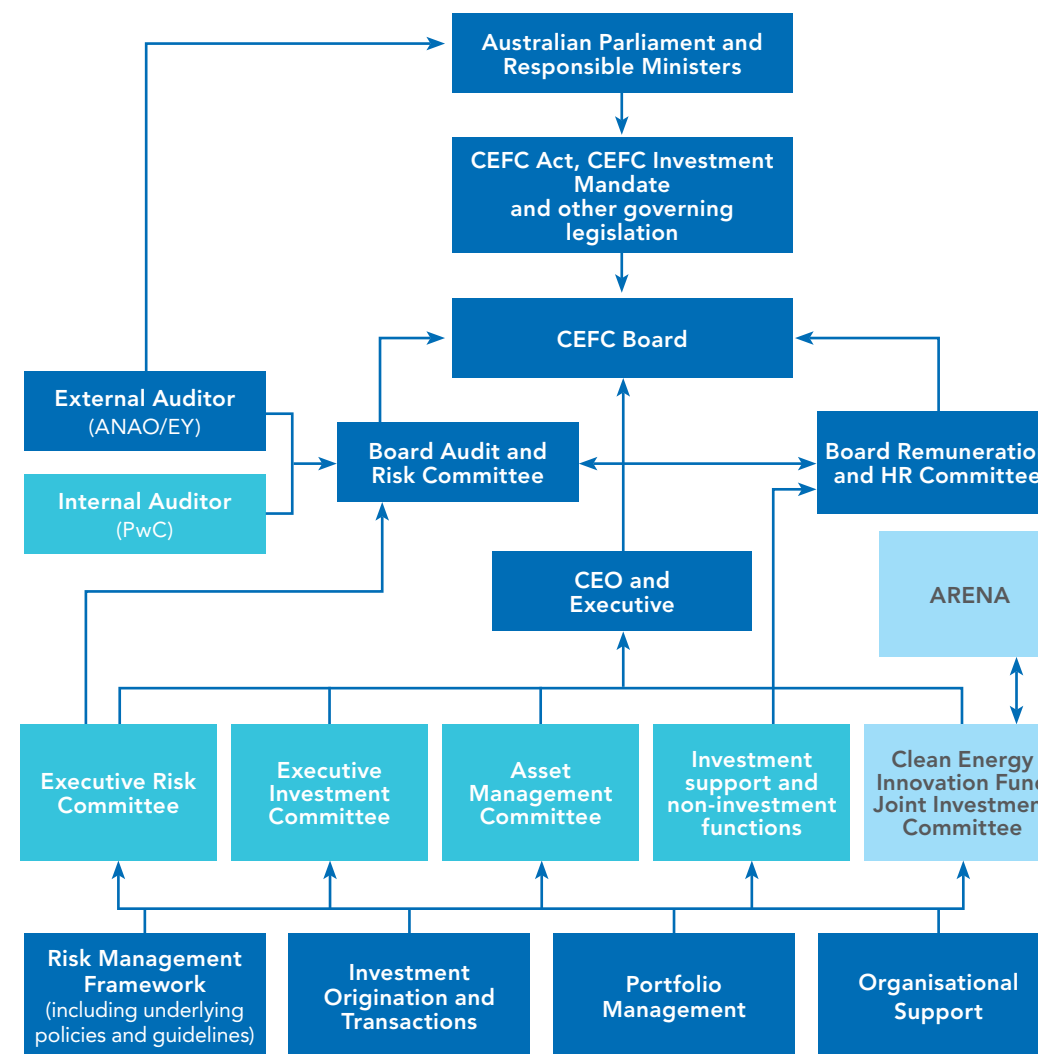 Australian Parliament and
Responsible Ministers
CEFC Act, CEFC Investment
Mandate
and other governing
legislation
CEFC Board
External Auditor
(ANAO/EY)
Internal Auditor
(PwC)
Board Audit and
Risk Committee
Board Remuneratio
and HR Committee
CEO and
Executive
ARENA
Executive Risk
Committee
Executive
Investment
Committee
Asset
Management
Committee
Investment
support and
non-investment
functions
Clean Energy
Innovation Fun
Joint Investmen
Committee
Risk Management
Framework
(including underlying
policies and guidelines)
Investment
Origination and
Transactions
Portfolio
Management
Organisational
Support